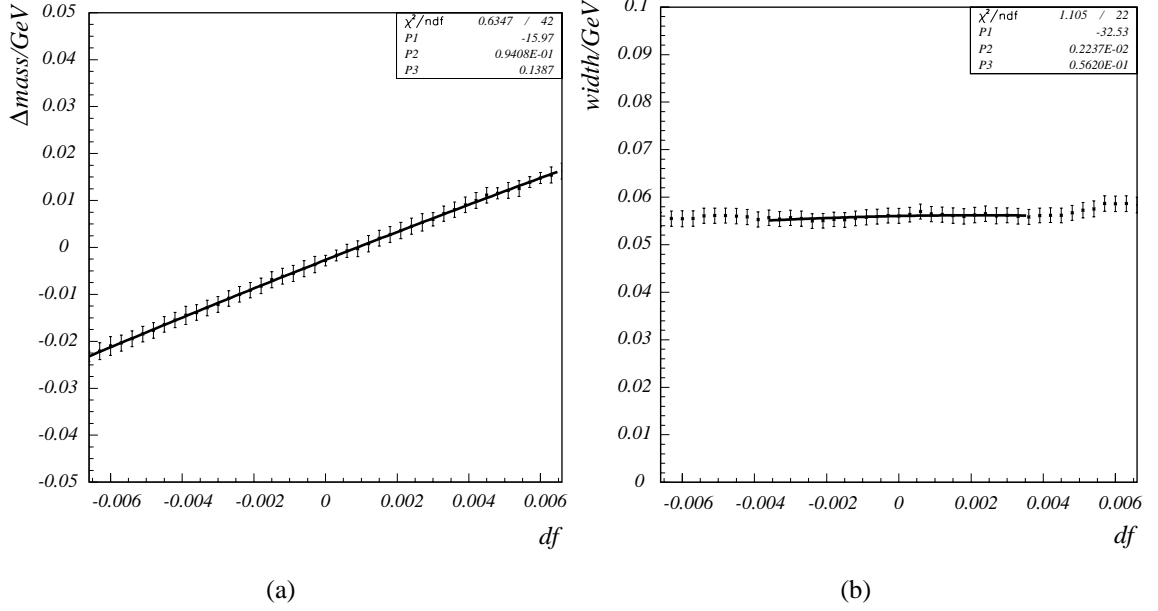 χ²/ndf 0.6347 / 42
P1 -15.97
P2 0.9408E-01
P3 0.1387
Δmass/GeV
0.05
0.04
0.03
0.02
0.01
0
-0.01
-0.02
-0.03
-0.04
-0.05
-0.006 -0.004 -0.002 0 0.002 0.004 0.006
df
(a)
χ²/ndf 1.105 / 22
P1 -32.53
P2 0.2237E-02
P3 0.5620E-01
width/GeV
0.1
0.09
0.08
0.07
0.06
0.05
0.04
0.03
0.02
0.01
0
-0.006 -0.004 -0.002 0 0.002 0.004 0.006
df
(b)